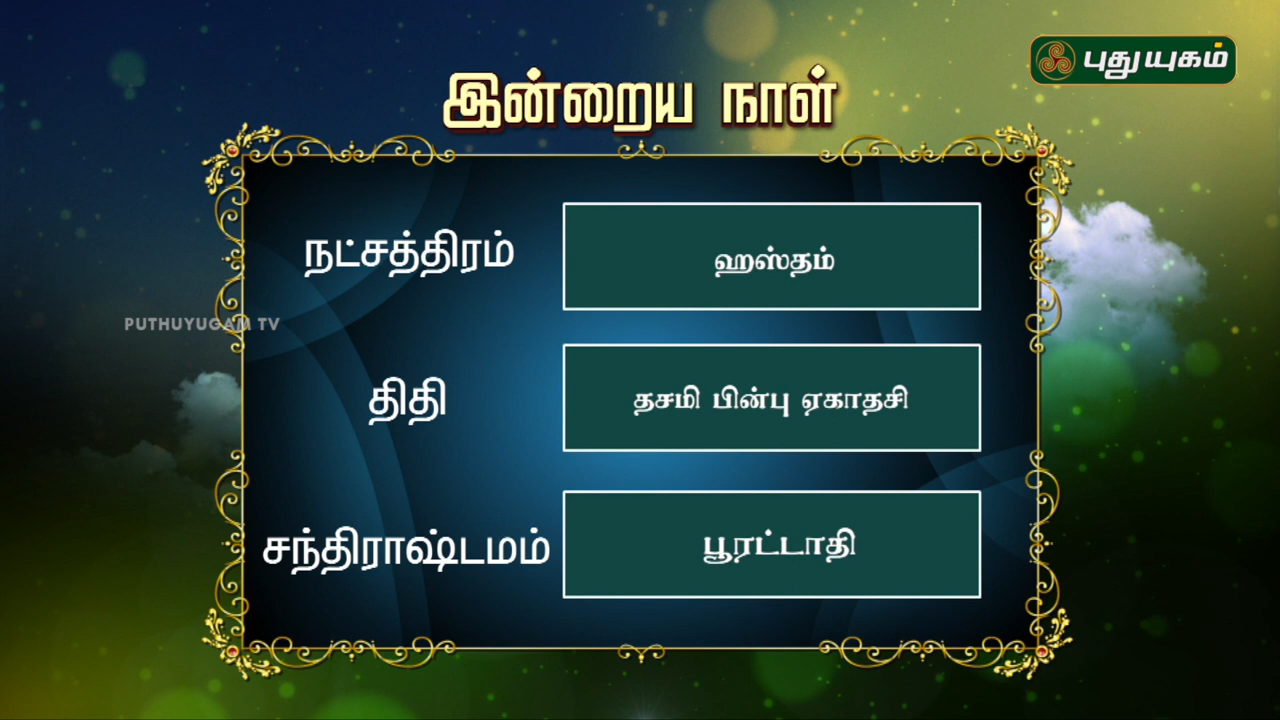 புதுயுகம்
இன்றைய நாள்
நட்சத்திரம்
ஹஸ்தம்
PUTHUYUGAM TV
திதி
தசமி பின்பு ஏகாதசி
சந்திராஷ்டமம்
பூரட்டாதி